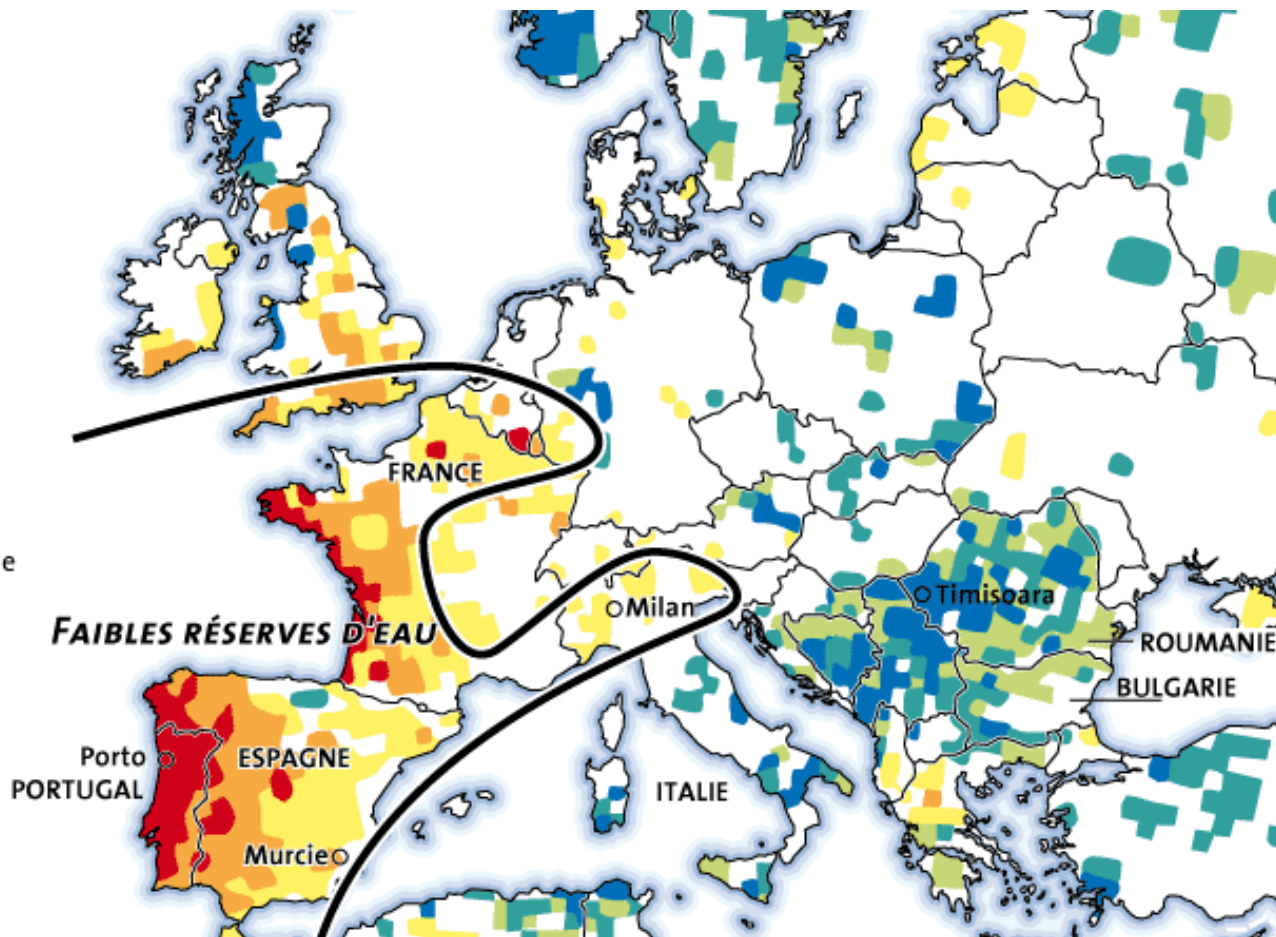 FRANCE
e
Timisoara
Milan
FAIBLES RÉSERVES D'EAU
ROUMANIE
BULGARIE
Porto
ESPAGNE
PORTUGAL
ITALIE
Murcie